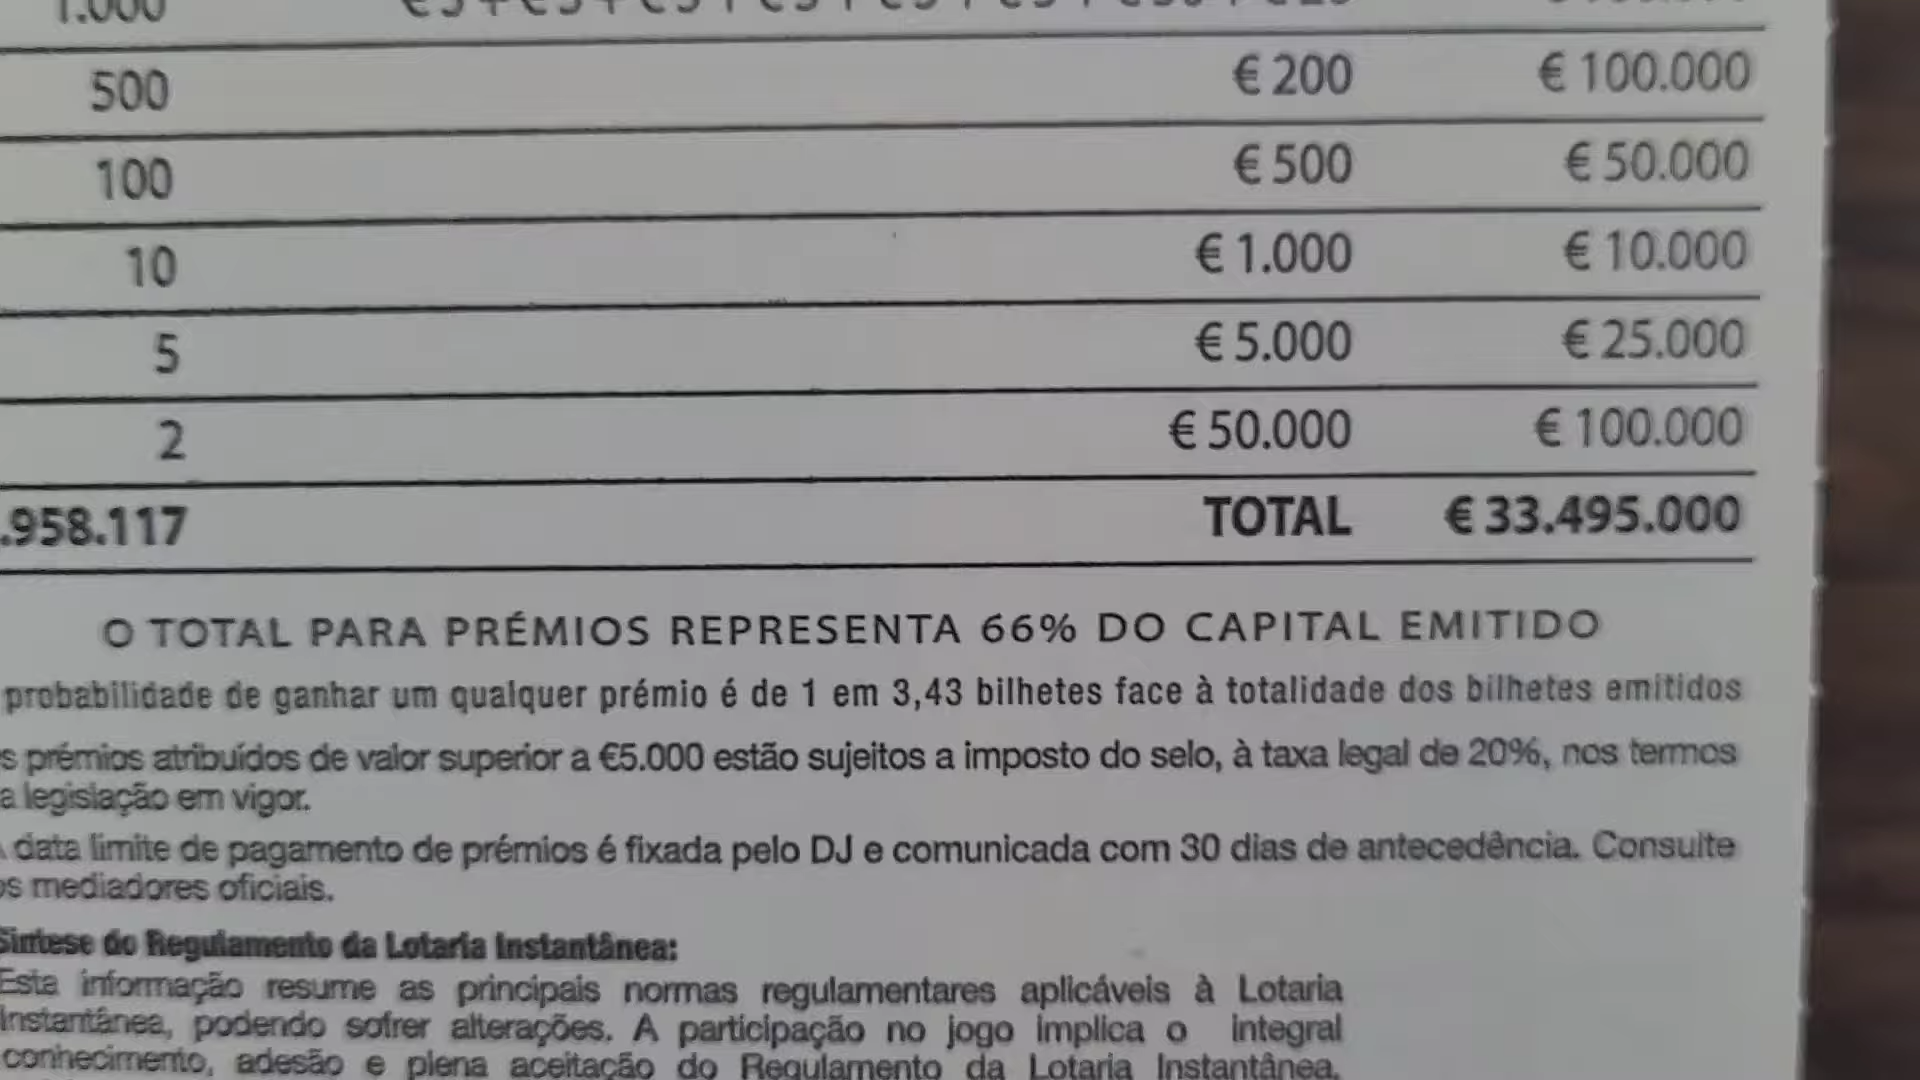 1.000
500 € 200 € 100.000
100 € 500 € 50.000
10 € 1.000 € 10.000
5 € 5.000 € 25.000
2 € 50.000 € 100.000
.958.117 TOTAL € 33.495.000
O TOTAL PARA PRÉMIOS REPRESENTA 66% DO CAPITAL EMITIDO
probabilidade de ganhar um qualquer prémio é de 1 em 3,43 bilhetes face à totalidade dos bilhetes emitidos
s prémios atribuídos de valor superior a €5.000 estão sujeitos a imposto do selo, à taxa legal de 20%, nos termos
a legislação em vigor.
data limite de pagamento de prémios é fixada pelo DJ e comunicada com 30 dias de antecedência. Consulte
os mediadores oficiais.
Síntese do Regulamento da Lotaria Instantânea:
Esta informação resume as principais normas regulamentares aplicáveis à Lotaria
Instantânea, podendo sofrer alterações. A participação no jogo implica o integral
conhecimento, adesão e plena aceitação do Regulamento da Lotaria Instantânea,